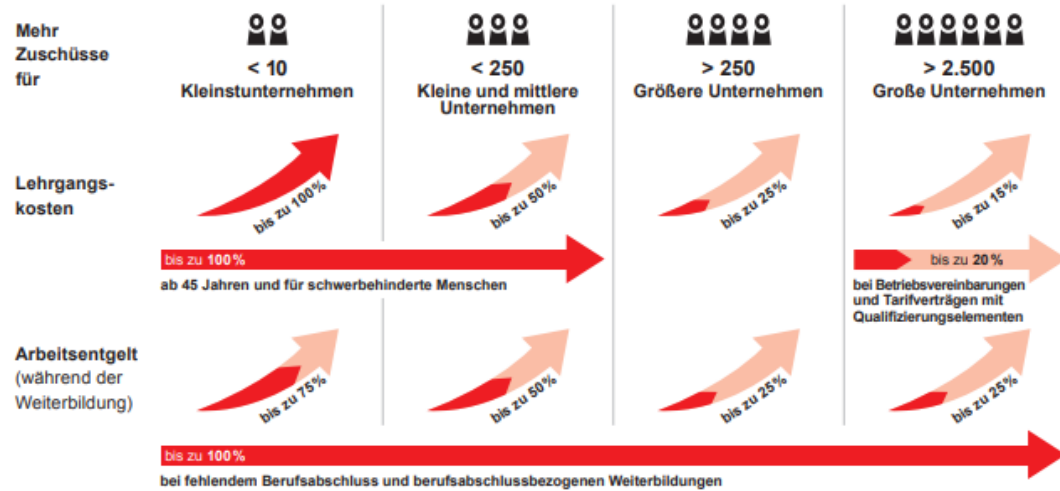 Mehr
Zuschüsse
für
< 10
Kleinstunternehmen
< 250
Kleine und mittlere
Unternehmen
> 250
Größere Unternehmen
> 2.500
Große Unternehmen
Lehrgangs-
kosten
bis zu 100%
bis zu 50%
bis zu 25%
bis zu 15%
bis zu 100%
ab 45 Jahren und für schwerbehinderte Menschen
bis zu 20%
bei Betriebsvereinbarungen
und Tarifverträgen mit
Qualifizierungselementen
Arbeitsentgelt
(während der
Weiterbildung)
bis zu 75%
bis zu 50%
bis zu 25%
bis zu 25%
bis zu 100%
bei fehlendem Berufsabschluss und berufsabschlussbezogenen Weiterbildungen